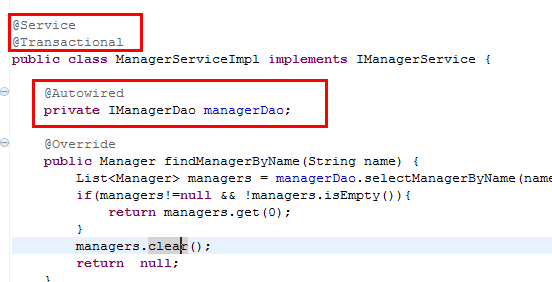 @Service
@Transactional
public class ManagerServiceImpl implements IManagerService {
@Autowired
private IManagerDao managerDao;
@Override
public Manager findManagerByName(String name) {
List<Manager> managers = managerDao.selectManagerByName(name
if(managers!=null && !managers.isEmpty()){
return managers.get(0);
}
managers.clear();
return  null;
}